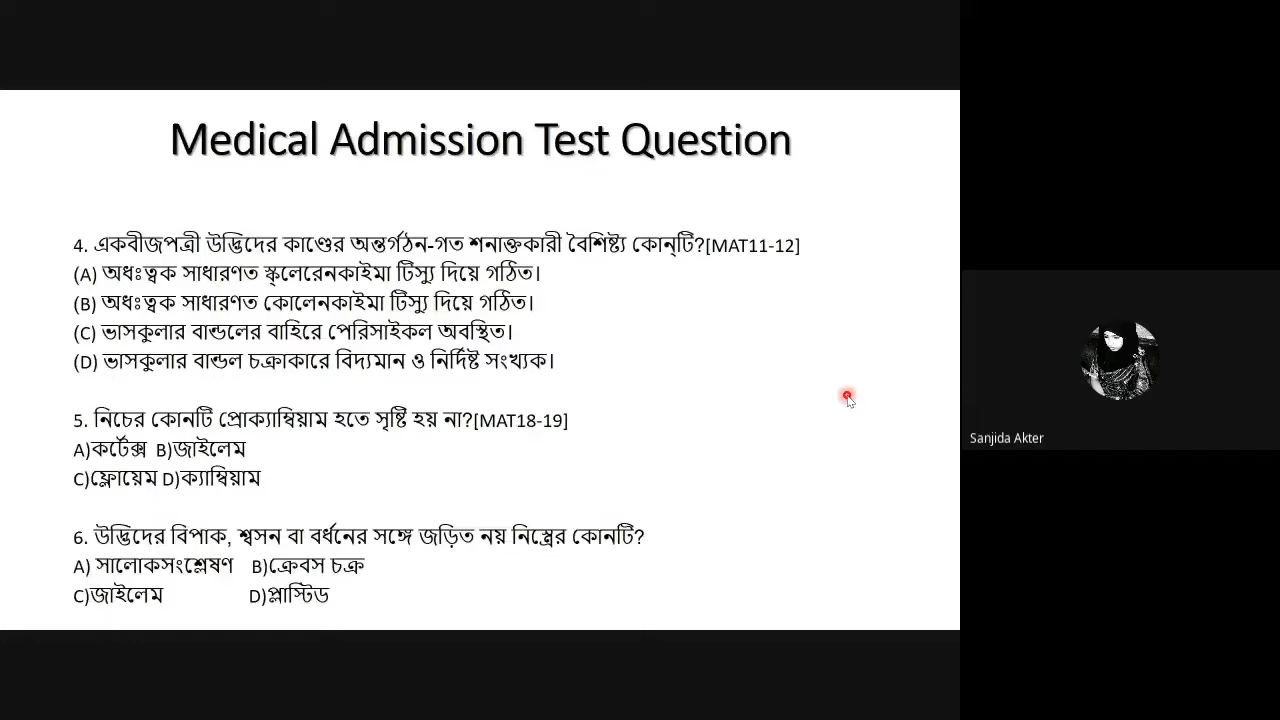 Medical Admission Test Question
4. একবীজপত্রী উদ্ভিদের কাণ্ডের অন্তর্গঠন-গত শনাক্তকারী বৈশিষ্ট্য কোন্‌টি?[MAT11-12]
(A) অধঃত্বক সাধারণত স্ক্লেরেনকাইমা টিস্যু দিয়ে গঠিত।
(B) অধঃত্বক সাধারণত কোলেনকাইমা টিস্যু দিয়ে গঠিত।
(C) ভাসকুলার বান্ডলের বাহিরে পেরিসাইকল অবস্থিত।
(D) ভাসকুলার বান্ডল চক্রাকারে বিদ্যমান ও নির্দিষ্ট সংখ্যক।
5. নিচের কোনটি প্রোক্যাম্বিয়াম হতে সৃষ্টি হয় না?[MAT18-19]
A)কর্টেক্স B)জাইলেম
C)ফ্লোয়েম D)ক্যাম্বিয়াম
6. উদ্ভিদের বিপাক, শ্বসন বা বর্ধনের সঙ্গে জড়িত নয় নিস্ত্রের কোনটি?
A) সালোকসংশ্লেষণ B)ক্রেবস চক্র
C)জাইলেম D)প্লাস্টিড
Sanjida Akter